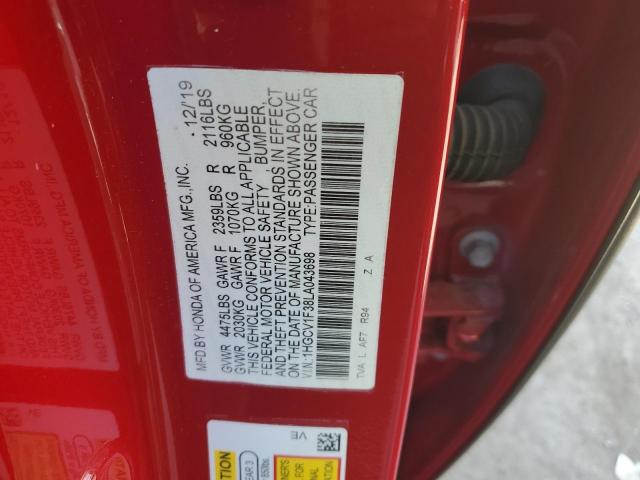 MFD.BY HONDA OF AMERICA MFG.,INC. 12/19
GVWR 4475LBS GAWR F 2359LBS R 2116LBS
GVWR 2030KG GAWR F 1070KG R 960KG
THIS VEHICLE CONFORMS TO ALL APPLICABLE
FEDERAL MOTOR VEHICLE SAFETY BUMPER,
AND THEFT PREVENTION STANDARDS IN EFFECT
ON THE DATE OF MANUFACTURE SHOWN ABOVE.
V.I.N.:1HGCV1F38LA043698 TYPE:PASSENGER CAR
TVA L AF7 R94 Z A